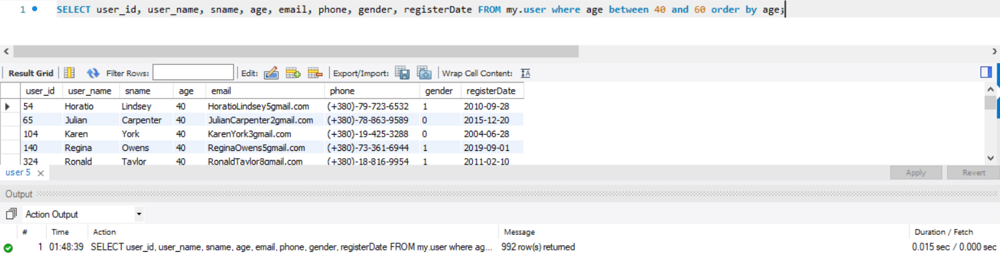 1 SELECT user_id, user_name, sname, age, email, phone, gender, registerDate FROM my.user where age between 40 and 60 order by age;
Result Grid Filter Rows: Edit: Export/Import: Wrap Cell Content: IA
user_id user_name sname age email phone gender registerDate
54 Horatio Lindsey 40 HoratioLindsey5gmail.com (+380)-79-723-6532 1 2010-09-28
65 Julian Carpenter 40 JulianCarpenter2gmail.com (+380)-78-863-9589 0 2015-12-20
104 Karen York 40 KarenYork3gmail.com (+380)-19-425-3288 0 2004-06-28
140 Regina Owens 40 ReginaOwens5gmail.com (+380)-73-361-6944 1 2019-09-01
324 Ronald Taylor 40 RonaldTaylor8gmail.com (+380)-18-816-9954 1 2011-02-10
user 5 Apply Revert
Output
Action Output
# Time Action Message Duration / Fetch
1 01:48:39 SELECT user_id, user_name, sname, age, email, phone, gender, registerDate FROM my.user where ag... 992 row(s) returned 0.015 sec / 0.000 sec